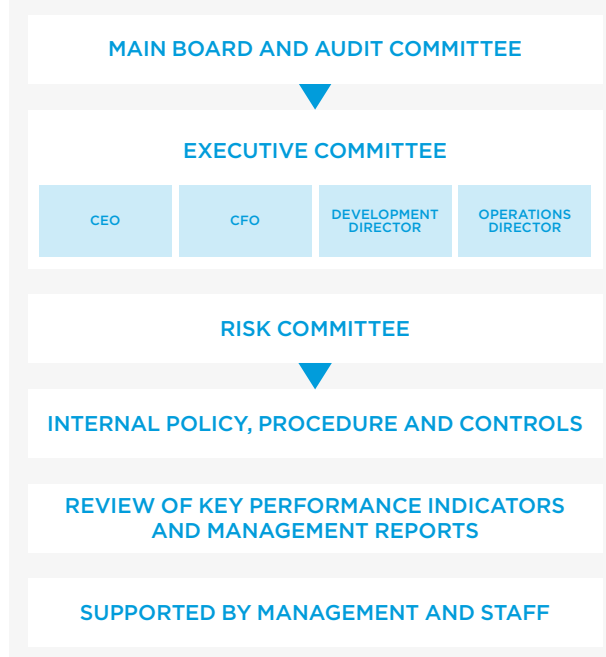 MAIN BOARD AND AUDIT COMMITTEE
EXECUTIVE COMMITTEE
CEO
CFO
DEVELOPMENT
DIRECTOR
OPERATIONS
DIRECTOR
RISK COMMITTEE
INTERNAL POLICY, PROCEDURE AND CONTROLS
REVIEW OF KEY PERFORMANCE INDICATORS
AND MANAGEMENT REPORTS
SUPPORTED BY MANAGEMENT AND STAFF